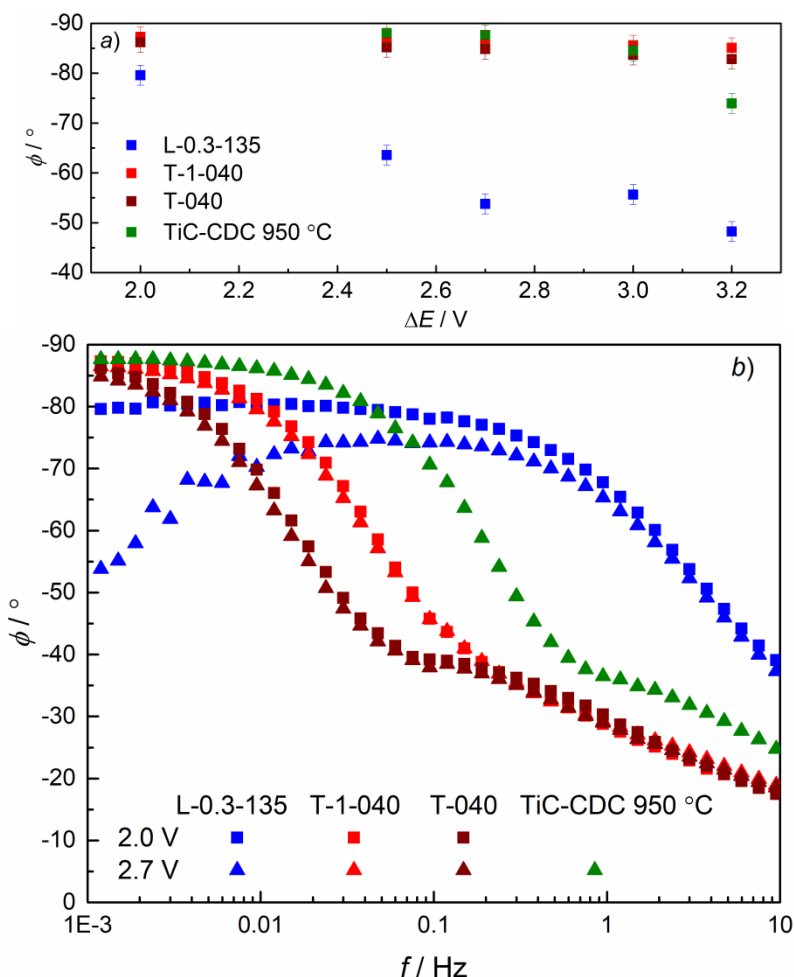 a)
-90
-80
-70
-60
-50
-40
ϕ / °
L-0.3-135
T-1-040
T-040
TiC-CDC 950 °C
2.0 2.2 2.4 2.6 2.8 3.0 3.2
ΔE / V
b)
-90
-80
-70
-60
-50
-40
-30
-20
-10
0
ϕ / °
L-0.3-135 T-1-040 T-040 TiC-CDC 950 °C
2.0 V
2.7 V
1E-3 0.01 0.1 1 10
f / Hz